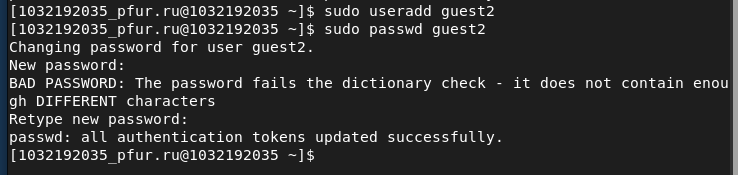 [1032192035_pfur.ru@1032192035 ~]$ sudo useradd guest2
[1032192035_pfur.ru@1032192035 ~]$ sudo passwd guest2
Changing password for user guest2.
New password:
BAD PASSWORD: The password fails the dictionary check - it does not contain enou
gh DIFFERENT characters
Retype new password:
passwd: all authentication tokens updated successfully.
[1032192035_pfur.ru@1032192035 ~]$